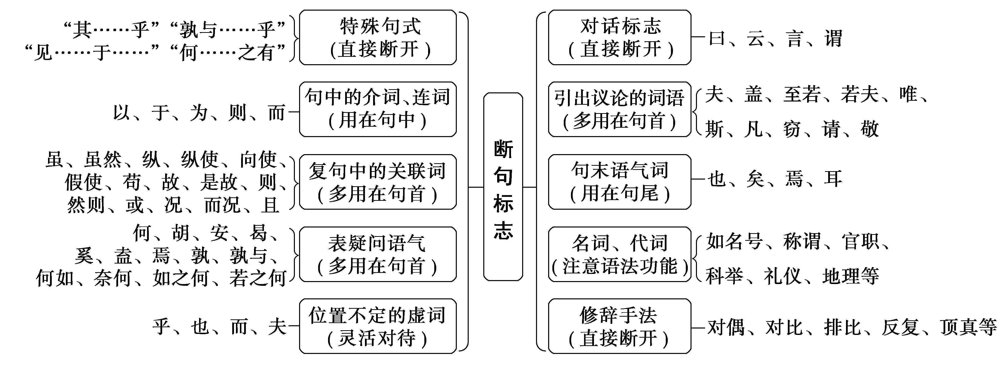 “其……乎”“孰与……乎”
“见……于……”“何……之有”
特殊句式
(直接断开)
以、于、为、则、而
句中的介词、连词
(用在句中)
虽、虽然、纵、纵使、向使、
假使、苟、故、是故、则、
然则、或、况、而况、且
复句中的关联词
(多用在句首)
何、胡、安、曷、
奚、盍、焉、孰、孰与、
何如、奈何、如之何、若之何
表疑问语气
(多用在句首)
乎、也、而、夫
位置不定的虚词
(灵活对待)
断句标志
对话标志
(直接断开)
曰、云、言、谓
引出议论的词语
(多用在句首)
夫、盖、至若、若夫、唯、
斯、凡、窃、请、敬
句末语气词
(用在句尾)
也、矣、焉、耳
名词、代词
(注意语法功能)
如名号、称谓、官职、
科举、礼仪、地理等
修辞手法
(直接断开)
对偶、对比、排比、反复、顶真等